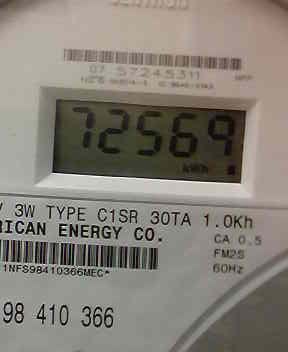 07 57245311
72569
kWh
V 3W TYPE C1SR 30TA 1.0Kh
RICAN ENERGY CO.
CA 0.5
FM2S
60Hz
1NFS98410366MEC*
98 410 366